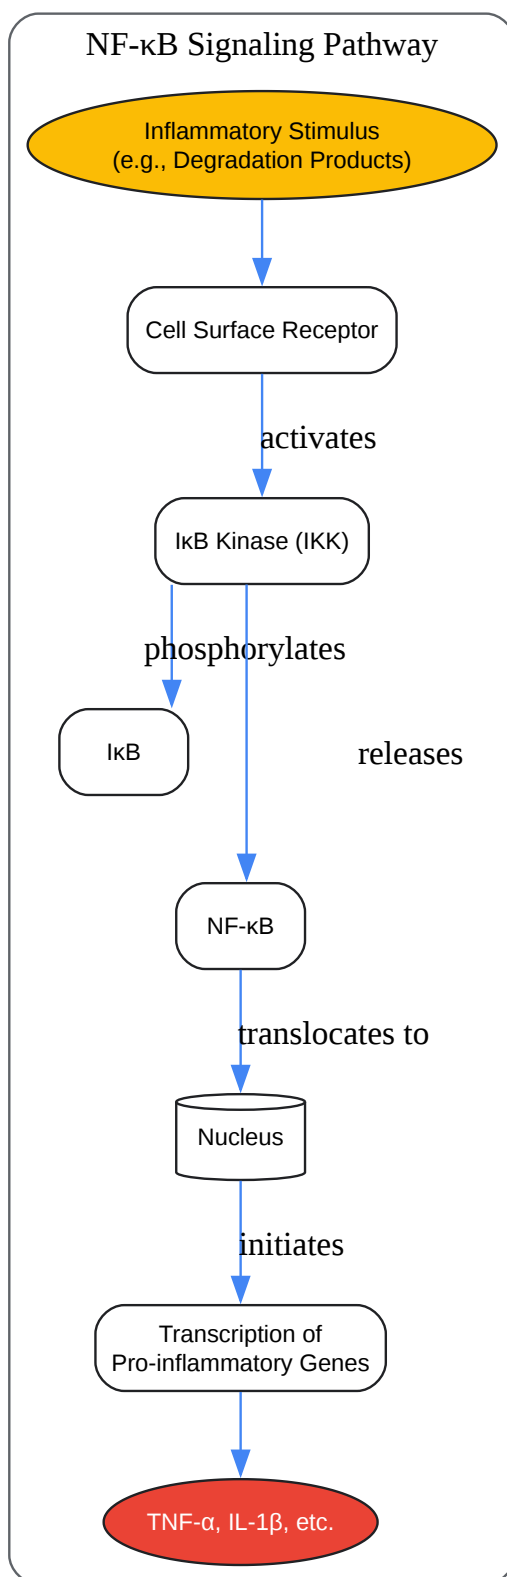 NF-κB Signaling Pathway
Inflammatory Stimulus
(e.g., Degradation Products)
Cell Surface Receptor
activates
IκB Kinase (IKK)
phosphorylates
IκB
releases
NF-κB
translocates to
Nucleus
initiates
Transcription of
Pro-inflammatory Genes
TNF-α, IL-1β, etc.